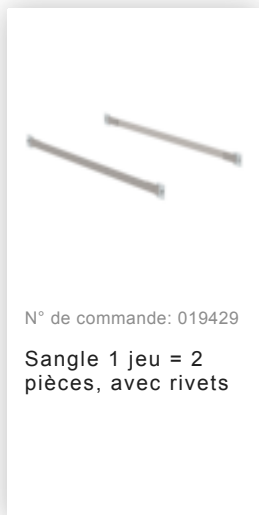 N° de commande: 019429
Sangle 1 jeu = 2
pièces, avec rivets